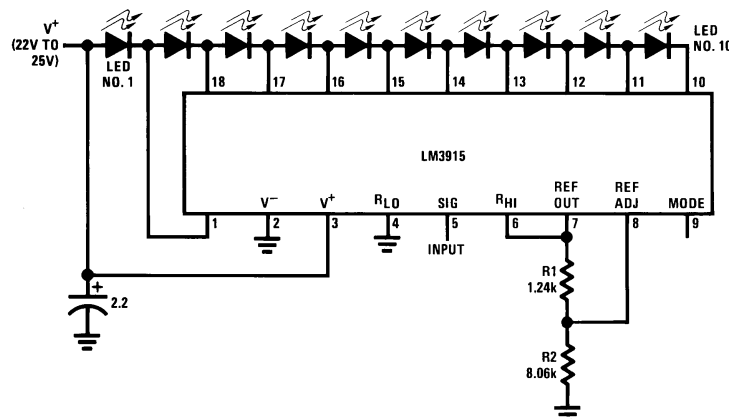 V+
(22V TO
25V)
LED
NO. 1
LED
NO. 10
18 17 16 15 14 13 12 11 10
LM3915
V− V+ RLO SIG RHI REF OUT REF ADJ MODE
1 2 3 4 5 6 7 8 9
INPUT
+
2.2
R1
1.24k
R2
8.06k